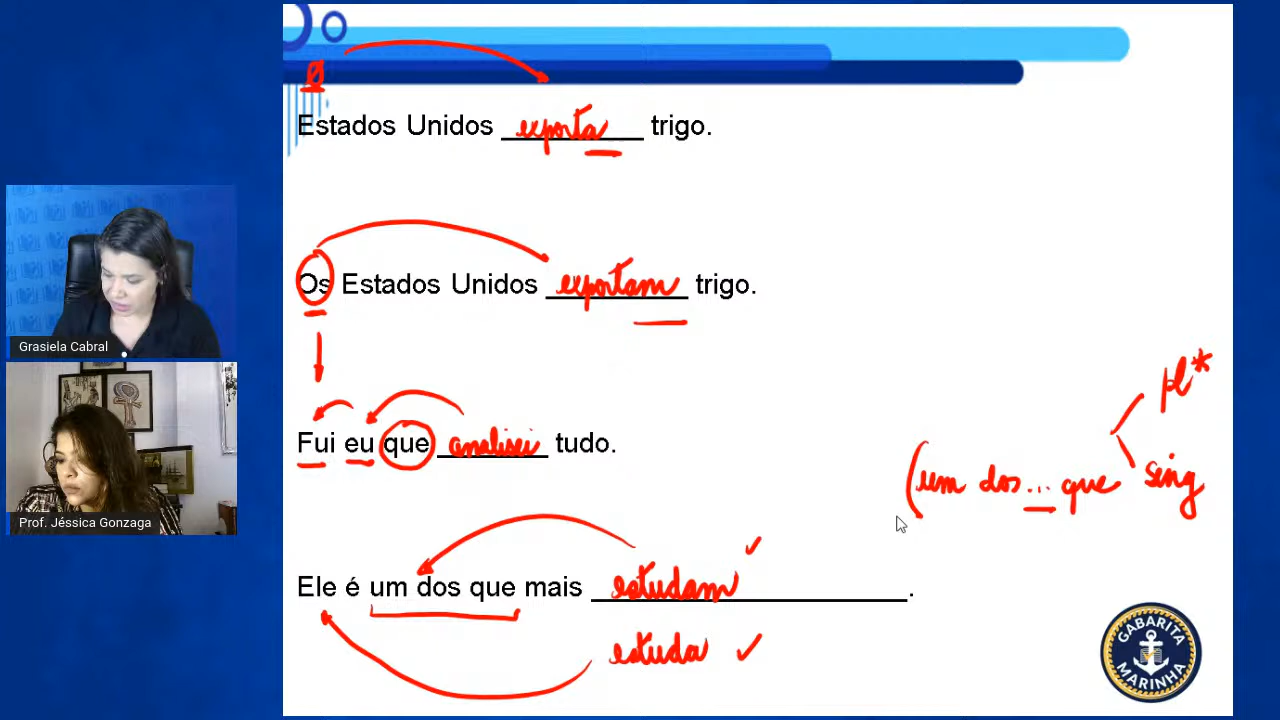 Ø
Estados Unidos exporta trigo.
Os Estados Unidos exportam trigo.
Grasiela Cabral
pl*
Fui eu que analisei tudo.
(um dos ... que
sing
Prof. Jéssica Gonzaga
Ele é um dos que mais estudam.
estuda
GABARITA
MARINHA